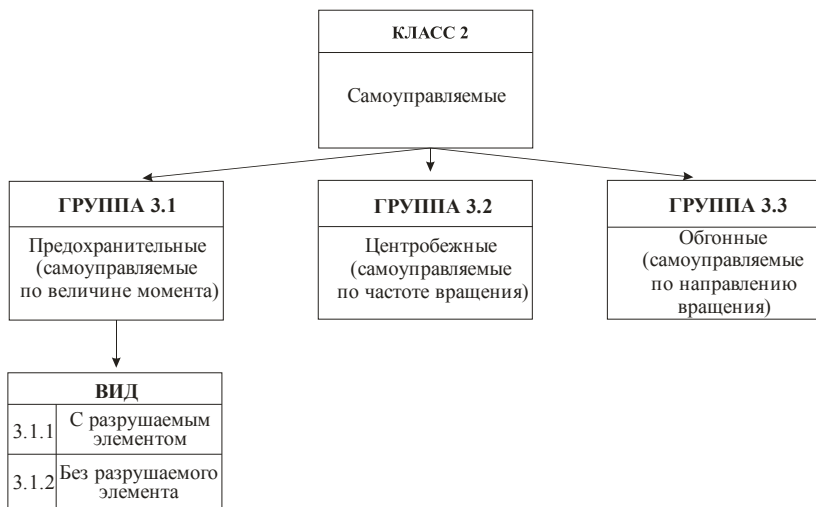 КЛАСС 2
Самоуправляемые
ГРУППА 3.1
Предохранительные
(самоуправляемые
по величине момента)
ГРУППА 3.2
Центробежные
(самоуправляемые
по частоте вращения)
ГРУППА 3.3
Обгонные
(самоуправляемые
по направлению
вращения)
ВИД
3.1.1 С разрушаемым
элементом
3.1.2 Без разрушаемого
элемента